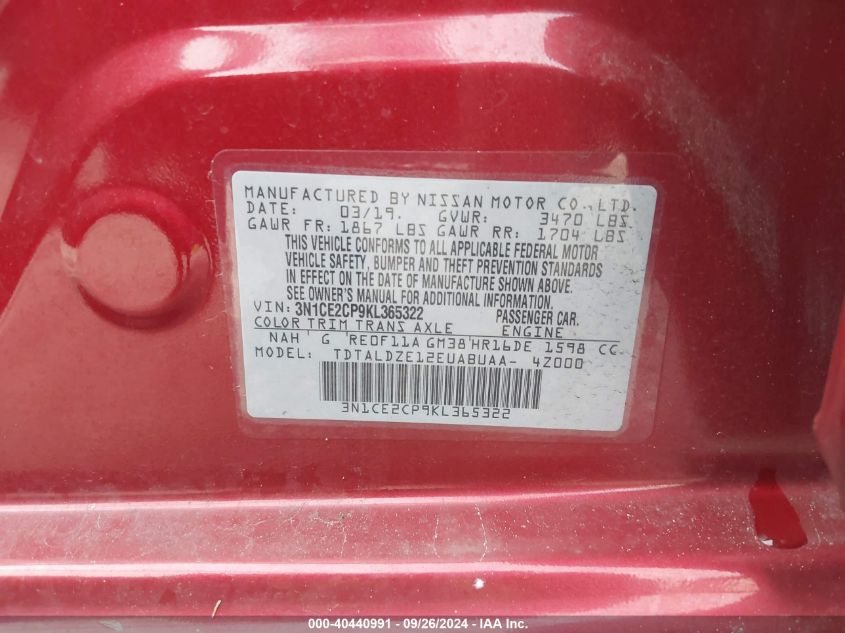 MANUFACTURED BY NISSAN MOTOR CO., LTD.
DATE: 03/19. GVWR: 3470 LBS
GAWR FR: 1867 LBS GAWR RR: 1704 LBS
THIS VEHICLE CONFORMS TO ALL APPLICABLE FEDERAL MOTOR
VEHICLE SAFETY, BUMPER AND THEFT PREVENTION STANDARDS
IN EFFECT ON THE DATE OF MANUFACTURE SHOWN ABOVE.
SEE OWNER'S MANUAL FOR ADDITIONAL INFORMATION.
VIN: 3N1CE2CP9KL365322 PASSENGER CAR.
COLOR TRIM TRANS AXLE ENGINE
NAH G RE0F11A GM38 HR16DE 1598 CC
MODEL: TDTALDZE12EUABUAA- 4Z000
3N1CE2CP9KL365322
000-40440991 - 09/26/2024 - IAA Inc.